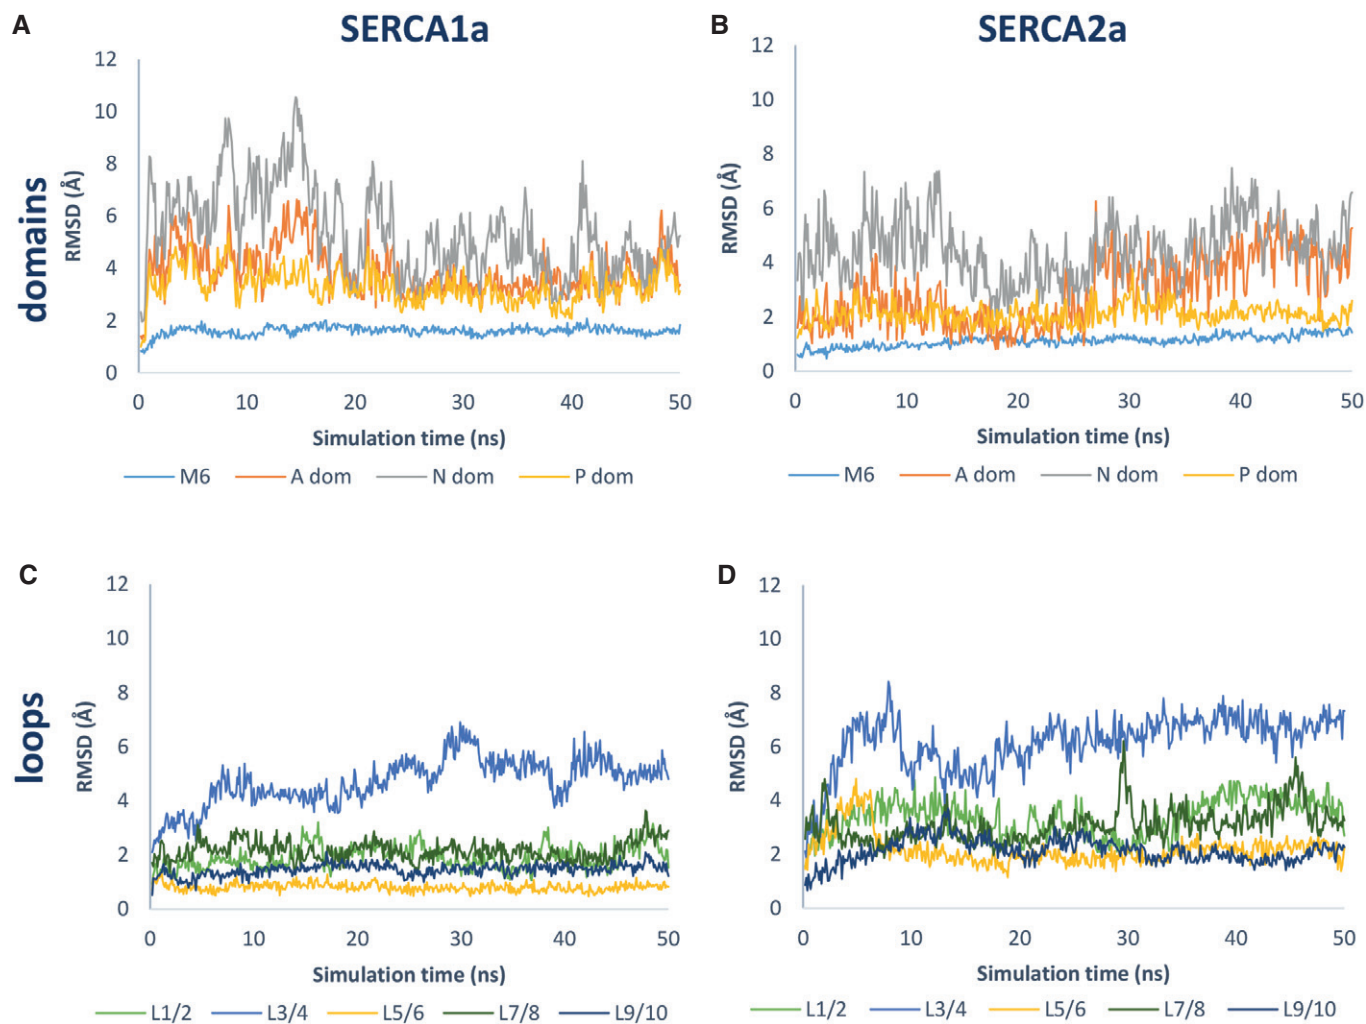 A
SERCA1a
B
SERCA2a
domains
RMSD (Å)
12
10
8
6
4
2
0
0 10 20 30 40 50
Simulation time (ns)
M6 A dom N dom P dom
RMSD (Å)
12
10
8
6
4
2
0
0 10 20 30 40 50
Simulation time (ns)
M6 A dom N dom P dom
C
D
loops
RMSD (Å)
12
10
8
6
4
2
0
0 10 20 30 40 50
Simulation time (ns)
L1/2 L3/4 L5/6 L7/8 L9/10
RMSD (Å)
12
10
8
6
4
2
0
0 10 20 30 40 50
Simulation time (ns)
L1/2 L3/4 L5/6 L7/8 L9/10